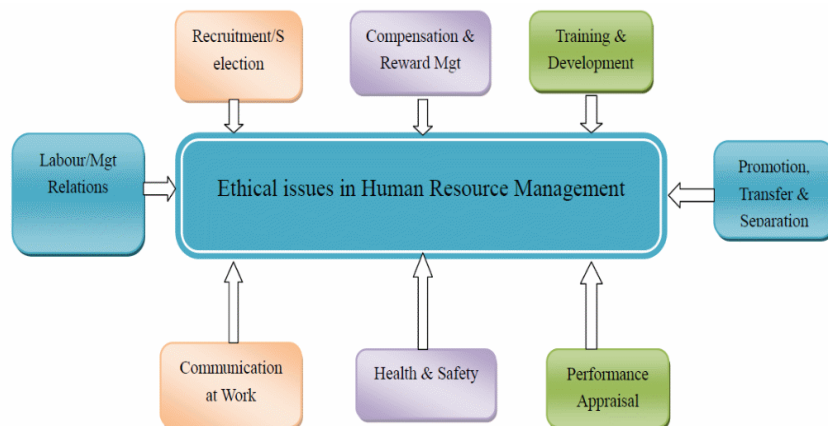 Recruitment/S
election
Compensation &
Reward Mgt
Training &
Development
Labour/Mgt
Relations
Ethical issues in Human Resource Management
Promotion,
Transfer &
Separation
Communication
at Work
Health & Safety
Performance
Appraisal